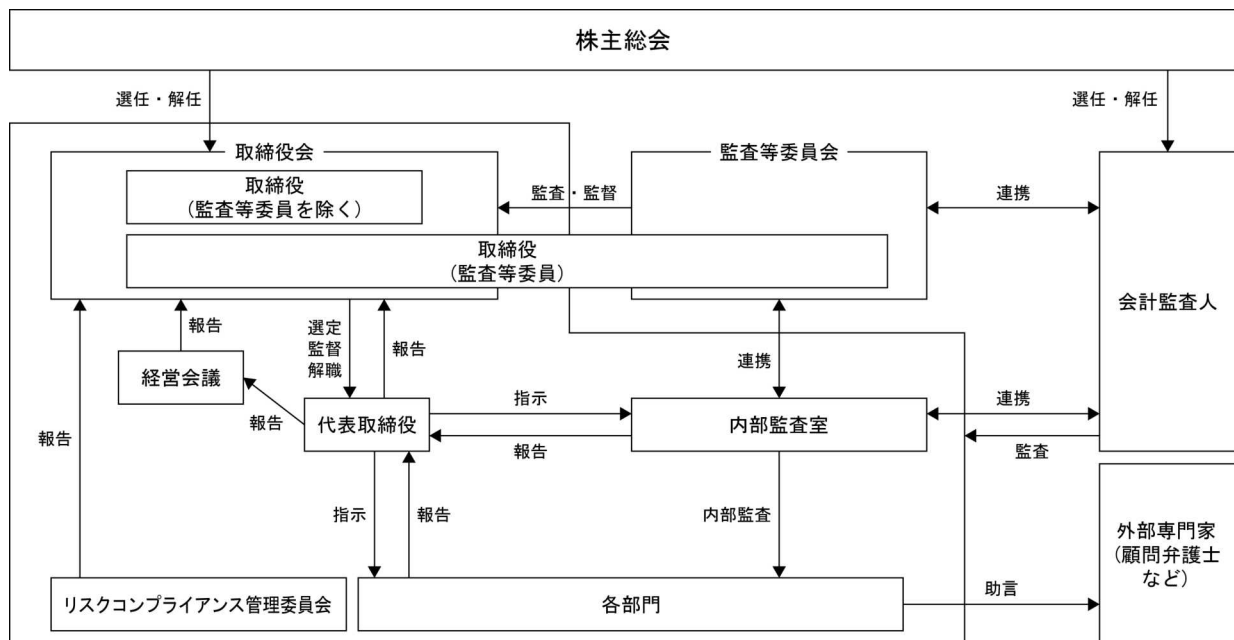 株主総会
選任・解任
選任・解任
取締役会
監査等委員会
取締役
(監査等委員を除く)
監査・監督
連携
取締役
(監査等委員)
会計監査人
報告
選定
監督
解職
報告
連携
経営会議
報告
代表取締役
指示
報告
内部監査室
連携
監査
報告
指示
報告
内部監査
外部専門家
(顧問弁護士
など)
リスクコンプライアンス管理委員会
各部門
助言